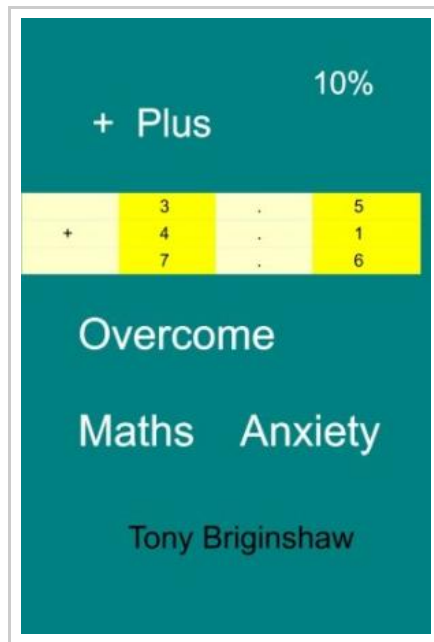 10%
+ Plus
3 . 5
+ 4 . 1
7 . 6
Overcome
Maths Anxiety
Tony Briginshaw